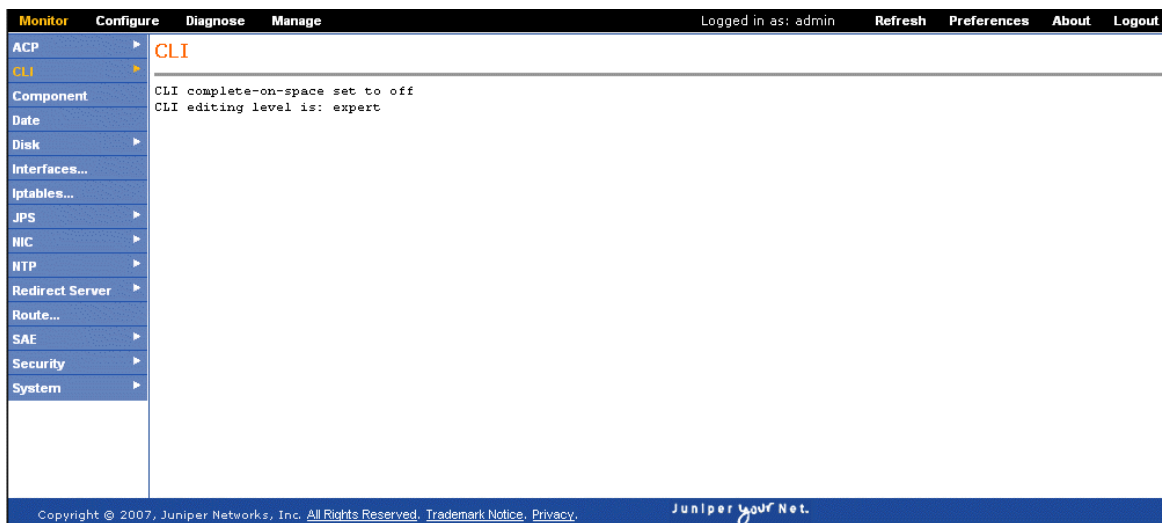 Monitor Configure Diagnose Manage Logged in as: admin Refresh Preferences About Logout
ACP
CLI
Component
Date
Disk
Interfaces...
Iptables...
JPS
NIC
NTP
Redirect Server
Route...
SAE
Security
System
CLI
CLI complete-on-space set to off
CLI editing level is: expert
Copyright © 2007, Juniper Networks, Inc. All Rights Reserved. Trademark Notice. Privacy.
Juniper your Net.